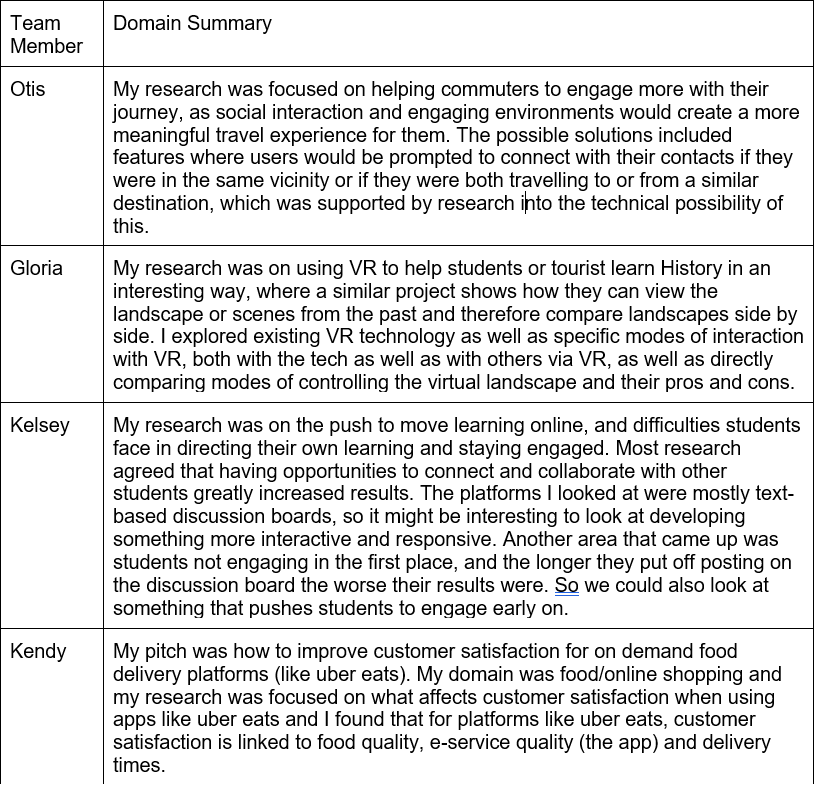 Team Member
Domain Summary
Otis
My research was focused on helping commuters to engage more with their
journey, as social interaction and engaging environments would create a more
meaningful travel experience for them. The possible solutions included
features where users would be prompted to connect with their contacts if they
were in the same vicinity or if they were both travelling to or from a similar
destination, which was supported by research into the technical possibility of
this.
Gloria
My research was on using VR to help students or tourist learn History in an
interesting way, where a similar project shows how they can view the
landscape or scenes from the past and therefore compare landscapes side by
side. I explored existing VR technology as well as specific modes of interaction
with VR, both with the tech as well as with others via VR, as well as directly
comparing modes of controlling the virtual landscape and their pros and cons.
Kelsey
My research was on the push to move learning online, and difficulties students
face in directing their own learning and staying engaged. Most research
agreed that having opportunities to connect and collaborate with other
students greatly increased results. The platforms I looked at were mostly text-
based discussion boards, so it might be interesting to look at developing
something more interactive and responsive. Another area that came up was
students not engaging in the first place, and the longer they put off posting on
the discussion board the worse their results were. So we could also look at
something that pushes students to engage early on.
Kendy
My pitch was how to improve customer satisfaction for on demand food
delivery platforms (like uber eats). My domain was food/online shopping and
my research was focused on what affects customer satisfaction when using
apps like uber eats and I found that for platforms like uber eats, customer
satisfaction is linked to food quality, e-service quality (the app) and delivery
times.